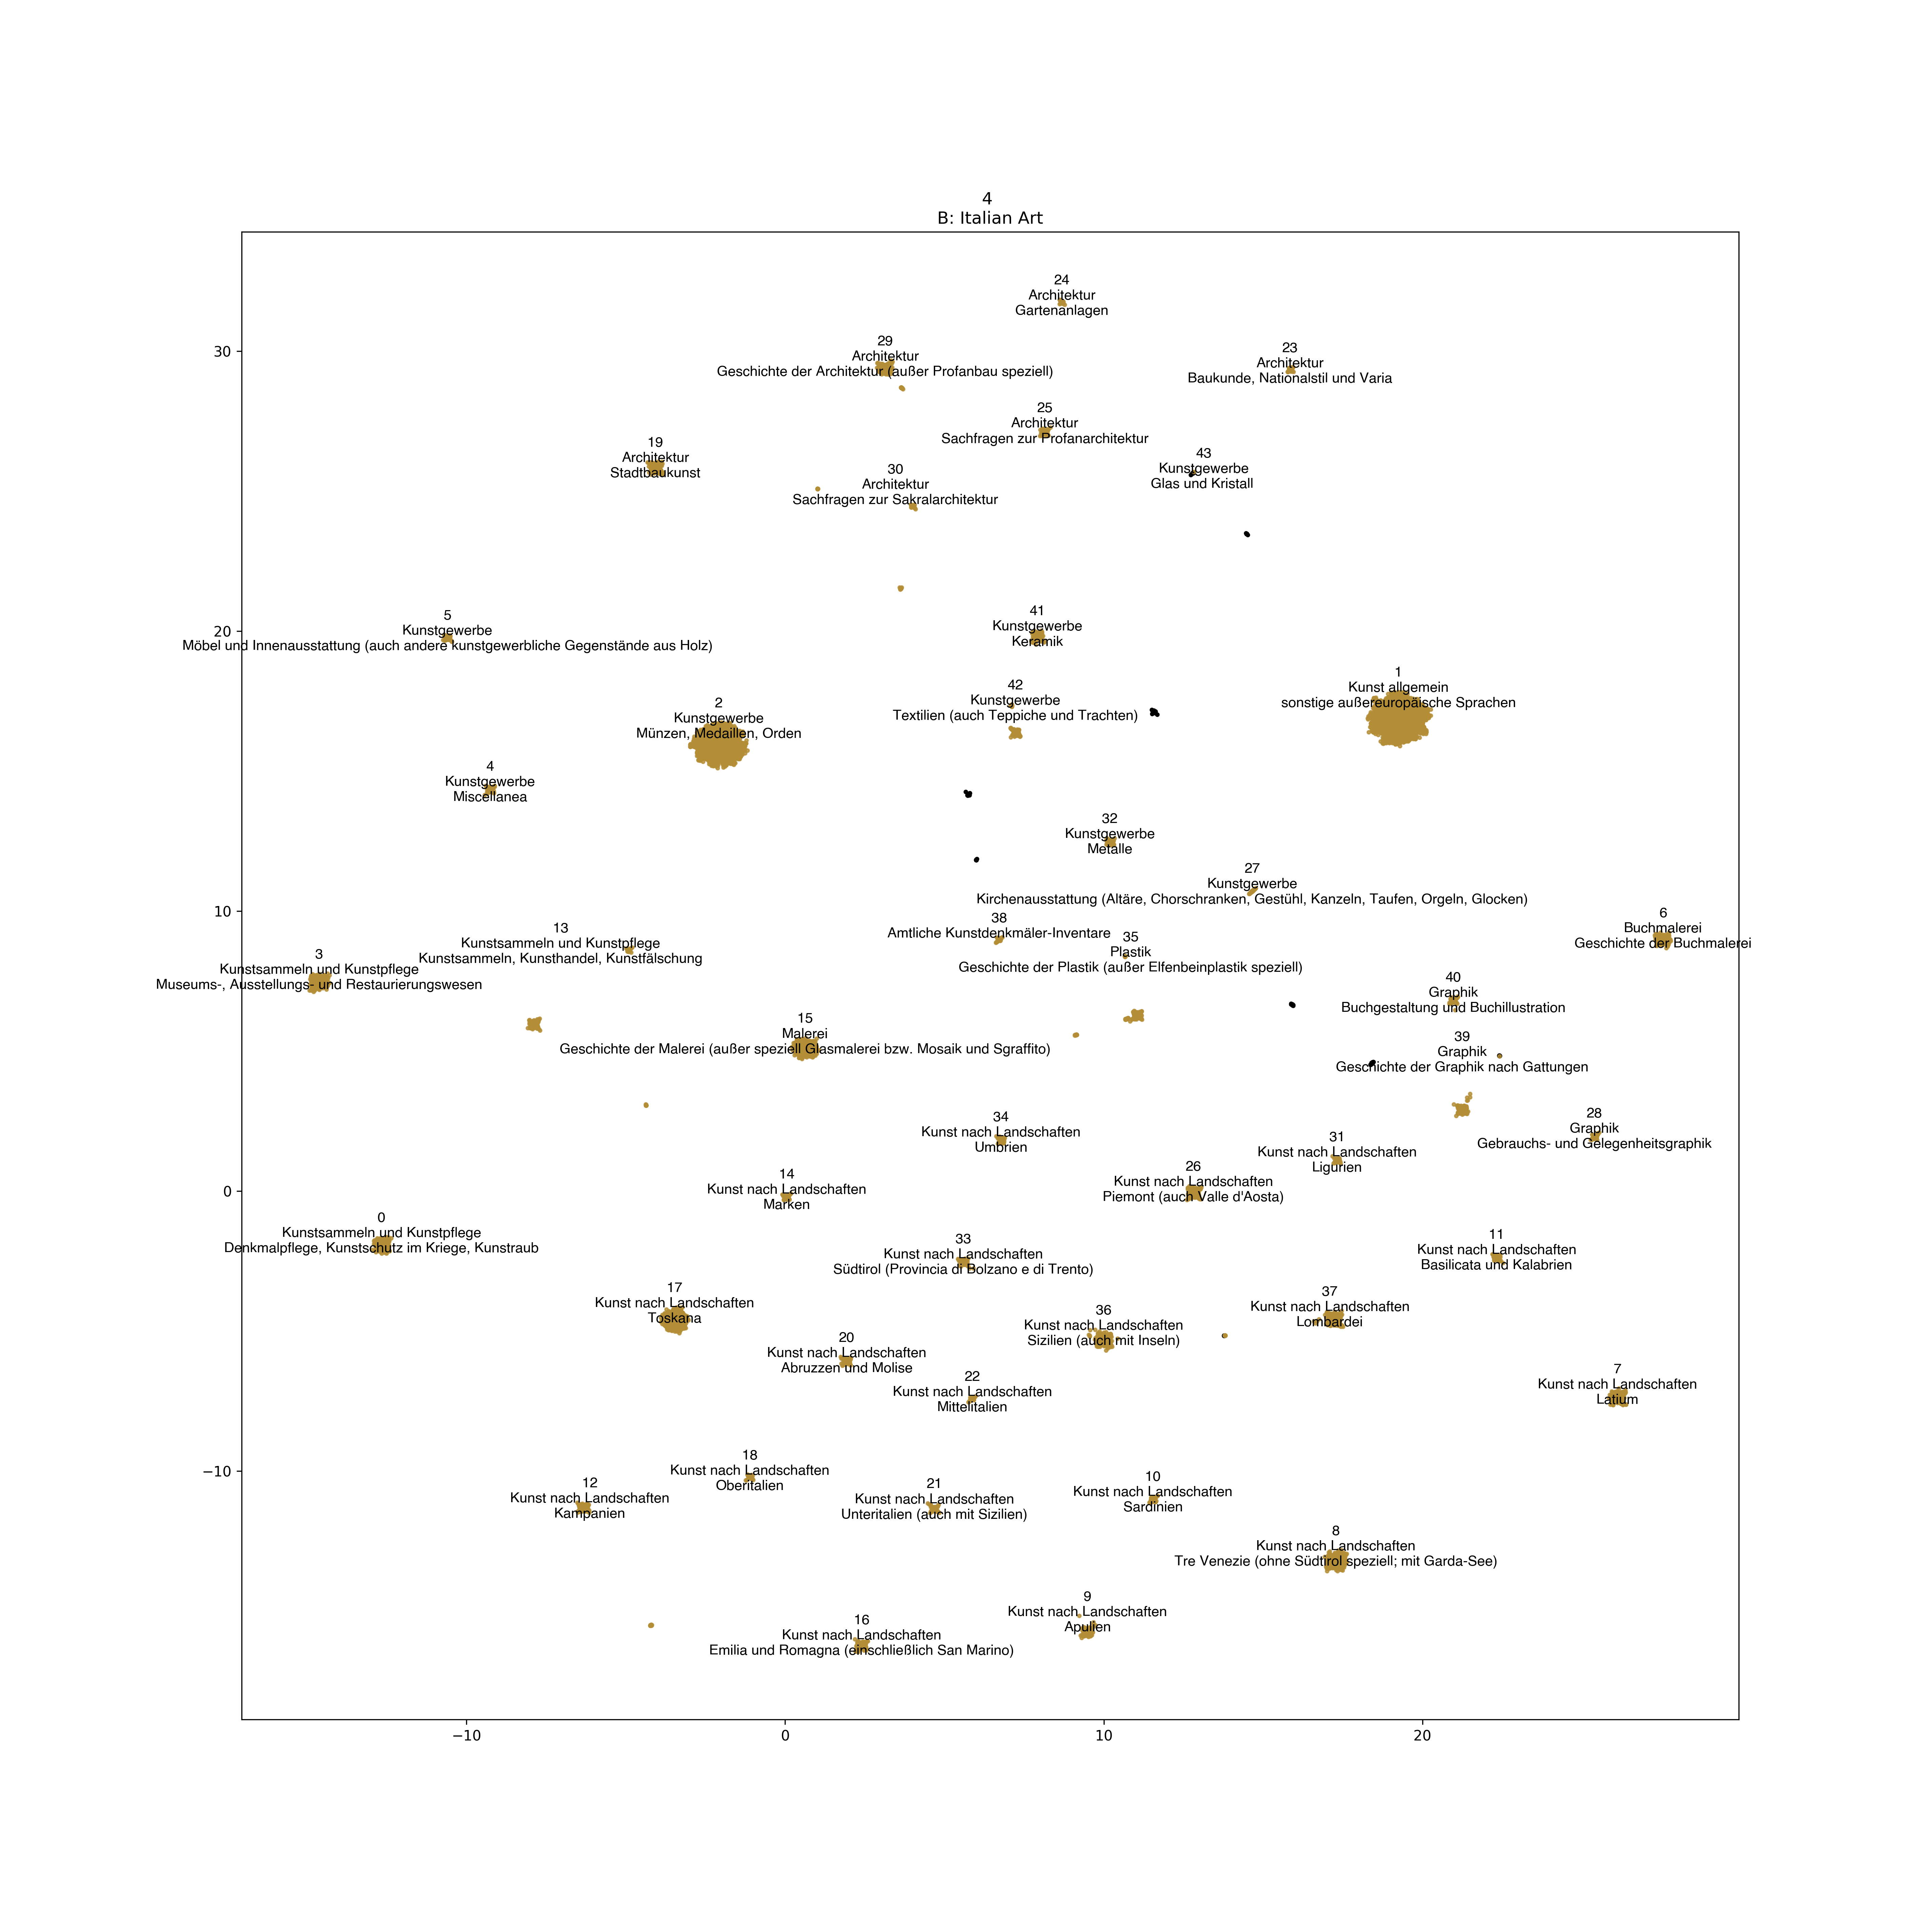 4
B: Italian Art
24
Architektur
Gartenanlagen
29
Architektur
Geschichte der Architektur (außer Profanbau speziell)
23
Architektur
Baukunde, Nationalstil und Varia
30
25
Architektur
Sachfragen zur Profanarchitektur
19
Architektur
Stadtbaukunst
43
Kunstgewerbe
Glas und Kristall
30
Architektur
Sachfragen zur Sakralarchitektur
5
Kunstgewerbe
Möbel und Innenausstattung (auch andere kunstgewerbliche Gegenstände aus Holz)
20
41
Kunstgewerbe
Keramik
1
Kunst allgemein
sonstige außereuropäische Sprachen
42
Kunstgewerbe
Textilien (auch Teppiche und Trachten)
2
Kunstgewerbe
Münzen, Medaillen, Orden
4
Kunstgewerbe
Miscellanea
32
Kunstgewerbe
Metalle
27
Kunstgewerbe
Kirchenausstattung (Altäre, Chorschranken, Gestühl, Kanzeln, Taufen, Orgeln, Glocken)
10
38
Amtliche Kunstdenkmäler-Inventare
6
Buchmalerei
Geschichte der Buchmalerei
13
Kunstsammeln und Kunstpflege
Kunstsammeln, Kunsthandel, Kunstfälschung
35
Plastik
Geschichte der Plastik (außer Elfenbeinplastik speziell)
3
Kunstsammeln und Kunstpflege
Museums-, Ausstellungs- und Restaurierungswesen
40
Graphik
Buchgestaltung und Buchillustration
15
Malerei
Geschichte der Malerei (außer speziell Glasmalerei bzw. Mosaik und Sgraffito)
39
Graphik
Geschichte der Graphik nach Gattungen
28
Graphik
Gebrauchs- und Gelegenheitsgraphik
34
Kunst nach Landschaften
Umbrien
31
Kunst nach Landschaften
Ligurien
26
Kunst nach Landschaften
Piemont (auch Valle d'Aosta)
14
Kunst nach Landschaften
Marken
0
0
Kunstsammeln und Kunstpflege
Denkmalpflege, Kunstschutz im Kriege, Kunstraub
33
Kunst nach Landschaften
Südtirol (Provincia di Bolzano e di Trento)
11
Kunst nach Landschaften
Basilicata und Kalabrien
17
Kunst nach Landschaften
Toskana
37
Kunst nach Landschaften
Lombardei
36
Kunst nach Landschaften
Sizilien (auch mit Inseln)
20
Kunst nach Landschaften
Abruzzen und Molise
22
Kunst nach Landschaften
Mittelitalien
7
Kunst nach Landschaften
Latium
−10
18
Kunst nach Landschaften
Oberitalien
12
Kunst nach Landschaften
Kampanien
21
Kunst nach Landschaften
Unteritalien (auch mit Sizilien)
10
Kunst nach Landschaften
Sardinien
8
Kunst nach Landschaften
Tre Venezie (ohne Südtirol speziell; mit Garda-See)
9
Kunst nach Landschaften
Apulien
16
Kunst nach Landschaften
Emilia und Romagna (einschließlich San Marino)
−10 0 10 20